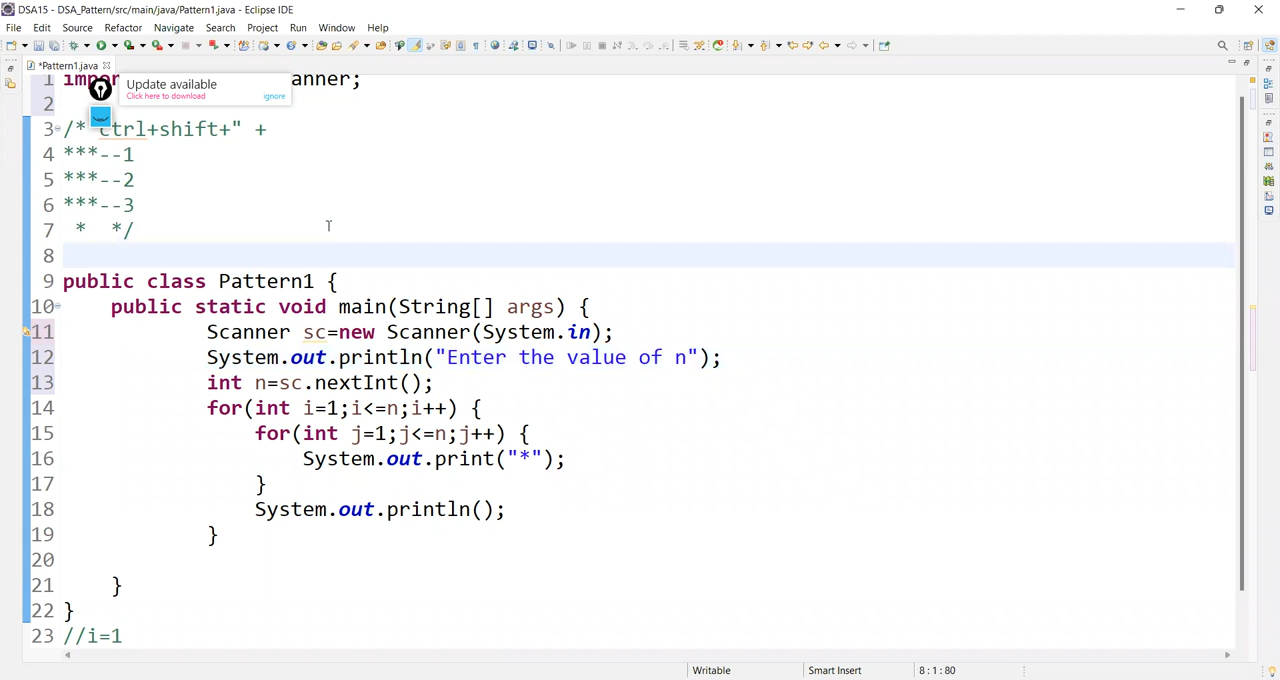 DSA15 - DSA_Pattern/src/main/java/Pattern1.java - Eclipse IDE
File Edit Source Refactor Navigate Search Project Run Window Help
*Pattern1.java
Update available
Click here to download ignore
1 impor anner;
2
3 /* ctrl+shift+" +
4 ***--1
5 ***--2
6 ***--3
7 * */
8
9 public class Pattern1 {
10 public static void main(String[] args) {
11 Scanner sc=new Scanner(System.in);
12 System.out.println("Enter the value of n");
13 int n=sc.nextInt();
14 for(int i=1;i<=n;i++) {
15 for(int j=1;j<=n;j++) {
16 System.out.print("*");
17 }
18 System.out.println();
19 }
20
21 }
22 }
23 //i=1
Writable Smart Insert 8 : 1 : 80